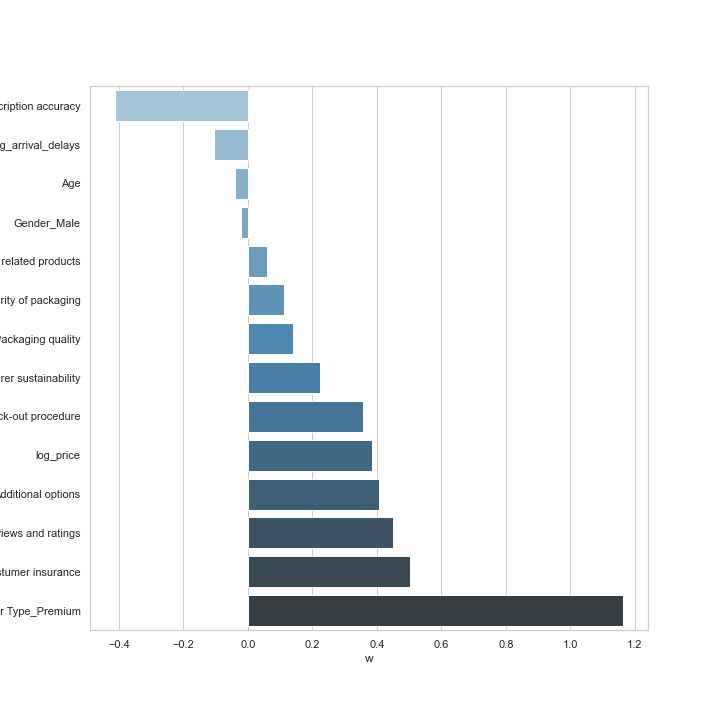 cription accuracy
g_arrival_delays
Age
Gender_Male
related products
rity of packaging
Packaging quality
rer sustainability
ck-out procedure
log_price
Additional options
views and ratings
stumer insurance
r Type_Premium
−0.4 −0.2 0.0 0.2 0.4 0.6 0.8 1.0 1.2
w